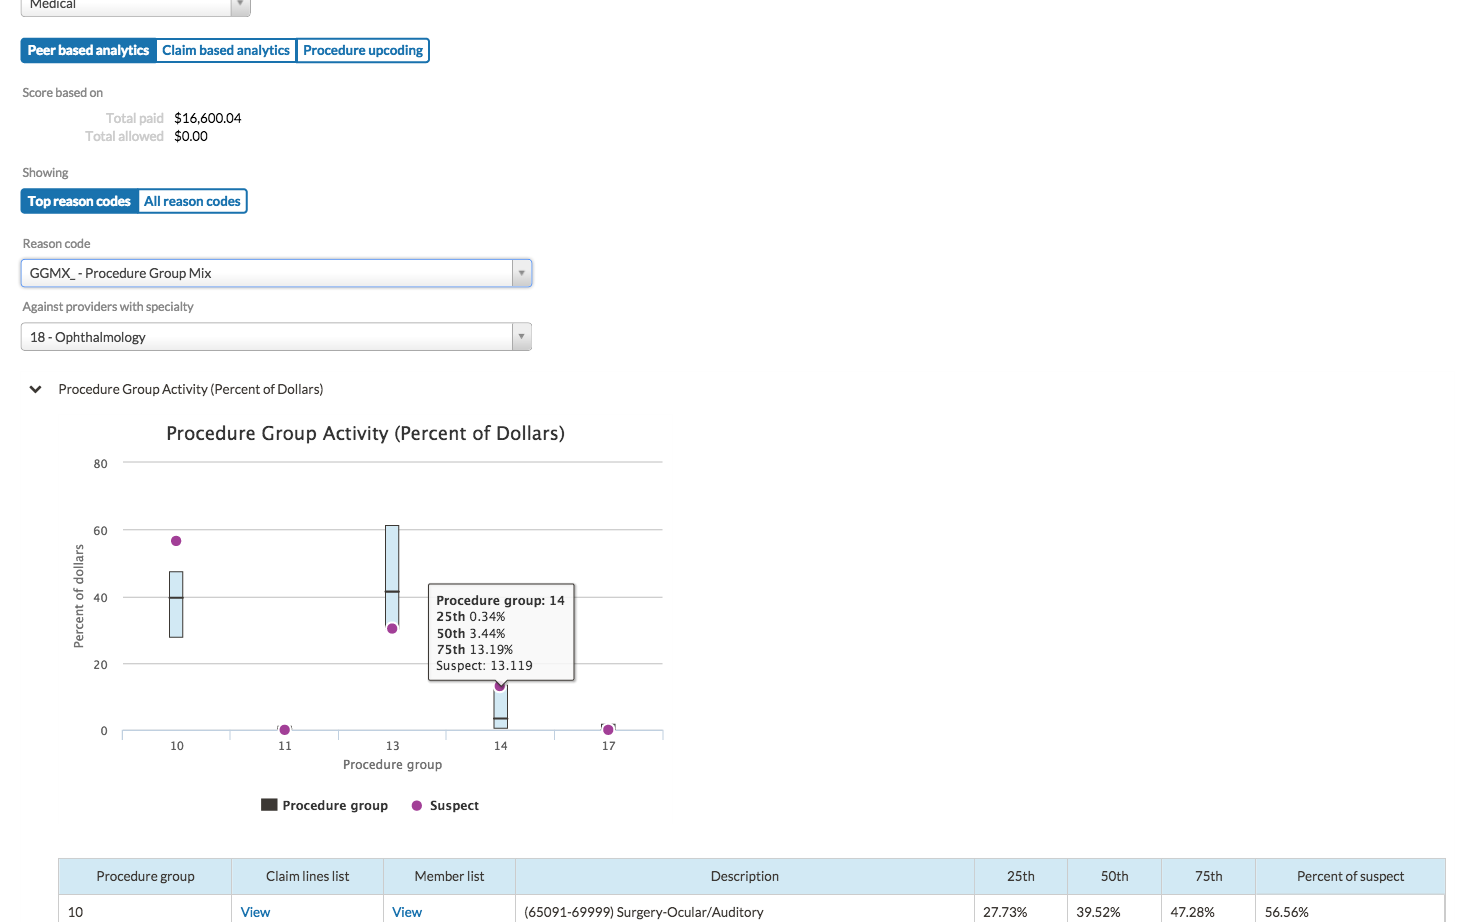 Medical
Peer based analytics Claim based analytics Procedure upcoding
Score based on
Total paid $16,600.04
Total allowed $0.00
Showing
Top reason codes All reason codes
Reason code
GGMX_ - Procedure Group Mix
Against providers with specialty
18 - Ophthalmology
Procedure Group Activity (Percent of Dollars)
Procedure Group Activity (Percent of Dollars)
80
60
40
20
0
Percent of dollars
Procedure group: 14
25th 0.34%
50th 3.44%
75th 13.19%
Suspect: 13.119
10 11 13 14 17
Procedure group
Procedure group Suspect
Procedure group Claim lines list Member list Description 25th 50th 75th Percent of suspect
10 View View (65091-69999) Surgery-Ocular/Auditory 27.73% 39.52% 47.28% 56.56%